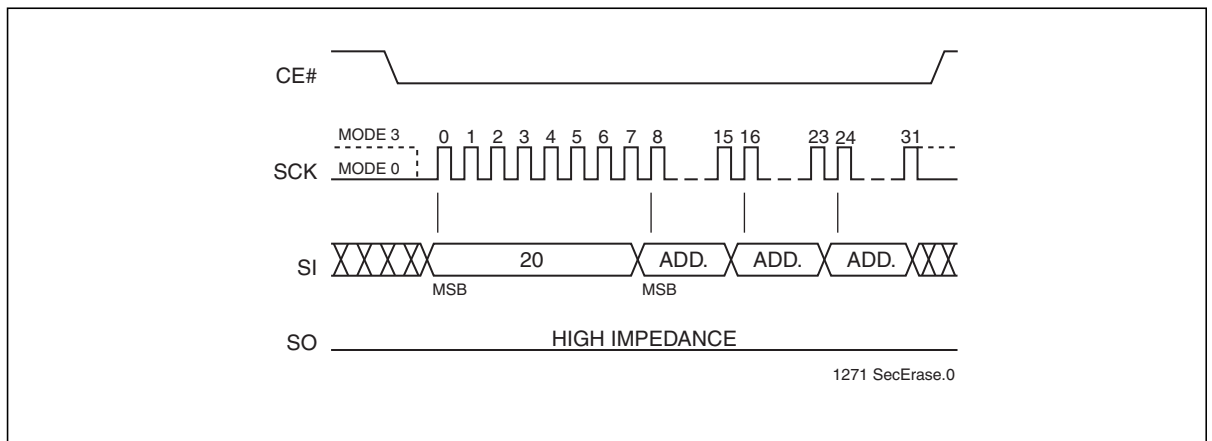 CE#
MODE 3
0 1 2 3 4 5 6 7 8 15 16 23 24 31
SCK
MODE 0
SI
20
ADD.
ADD.
ADD.
MSB
MSB
SO
HIGH IMPEDANCE
1271 SecErase.0